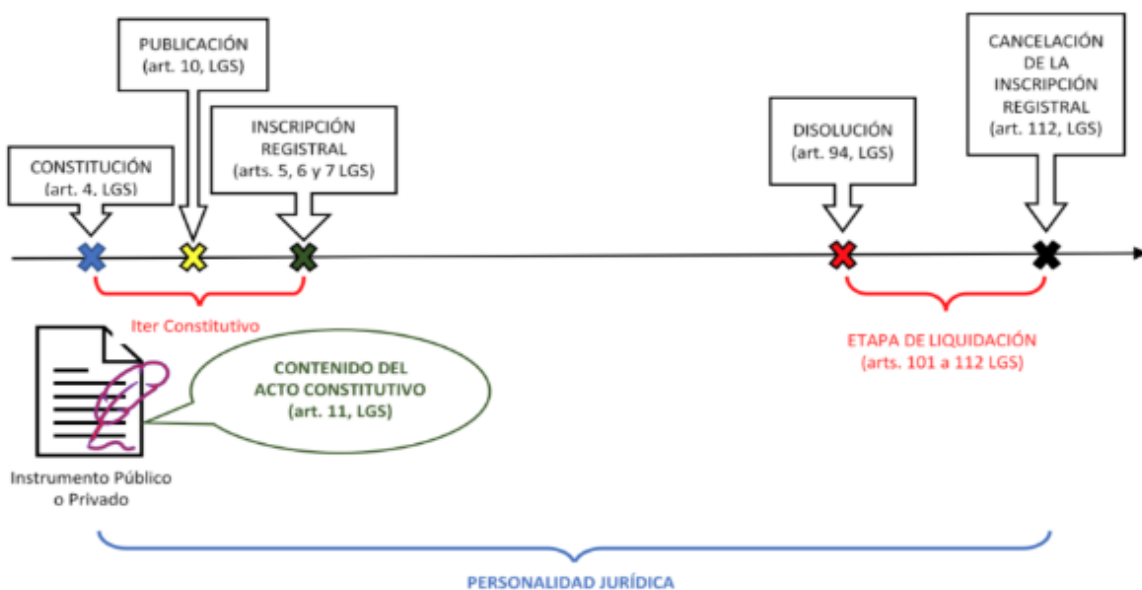 PUBLICACIÓN
(art. 10, LGS)
CANCELACIÓN
DE LA
INSCRIPCIÓN
REGISTRAL
(art. 112, LGS)
INSCRIPCIÓN
REGISTRAL
(arts. 5, 6 y 7 LGS)
DISOLUCIÓN
(art. 94, LGS)
CONSTITUCIÓN
(art. 4, LGS)
Iter Constitutivo
ETAPA DE LIQUIDACIÓN
(arts. 101 a 112 LGS)
CONTENIDO DEL
ACTO CONSTITUTIVO
(art. 11, LGS)
Instrumento Público
o Privado
PERSONALIDAD JURÍDICA